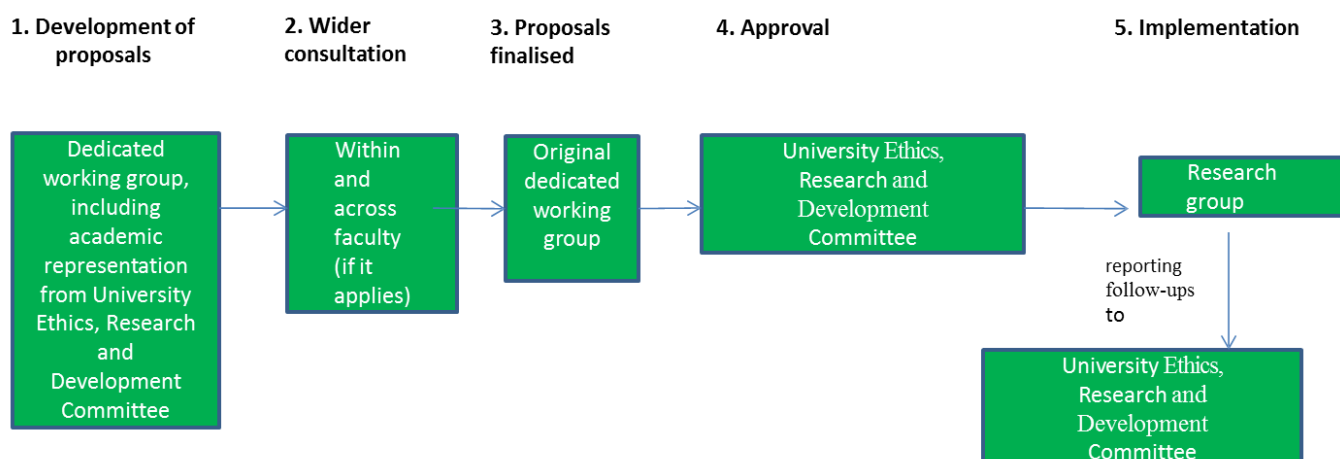 1. Development of
proposals
2. Wider
consultation
3. Proposals
finalised
4. Approval
5. Implementation
Dedicated
working group,
including
academic
representation
from University
Ethics, Research
and
Development
Committee
Within
and
across
faculty
(if it
applies)
Original
dedicated
working
group
University Ethics,
Research and
Development
Committee
Research
group
reporting
follow-ups
to
University Ethics,
Research and
Development
Committee